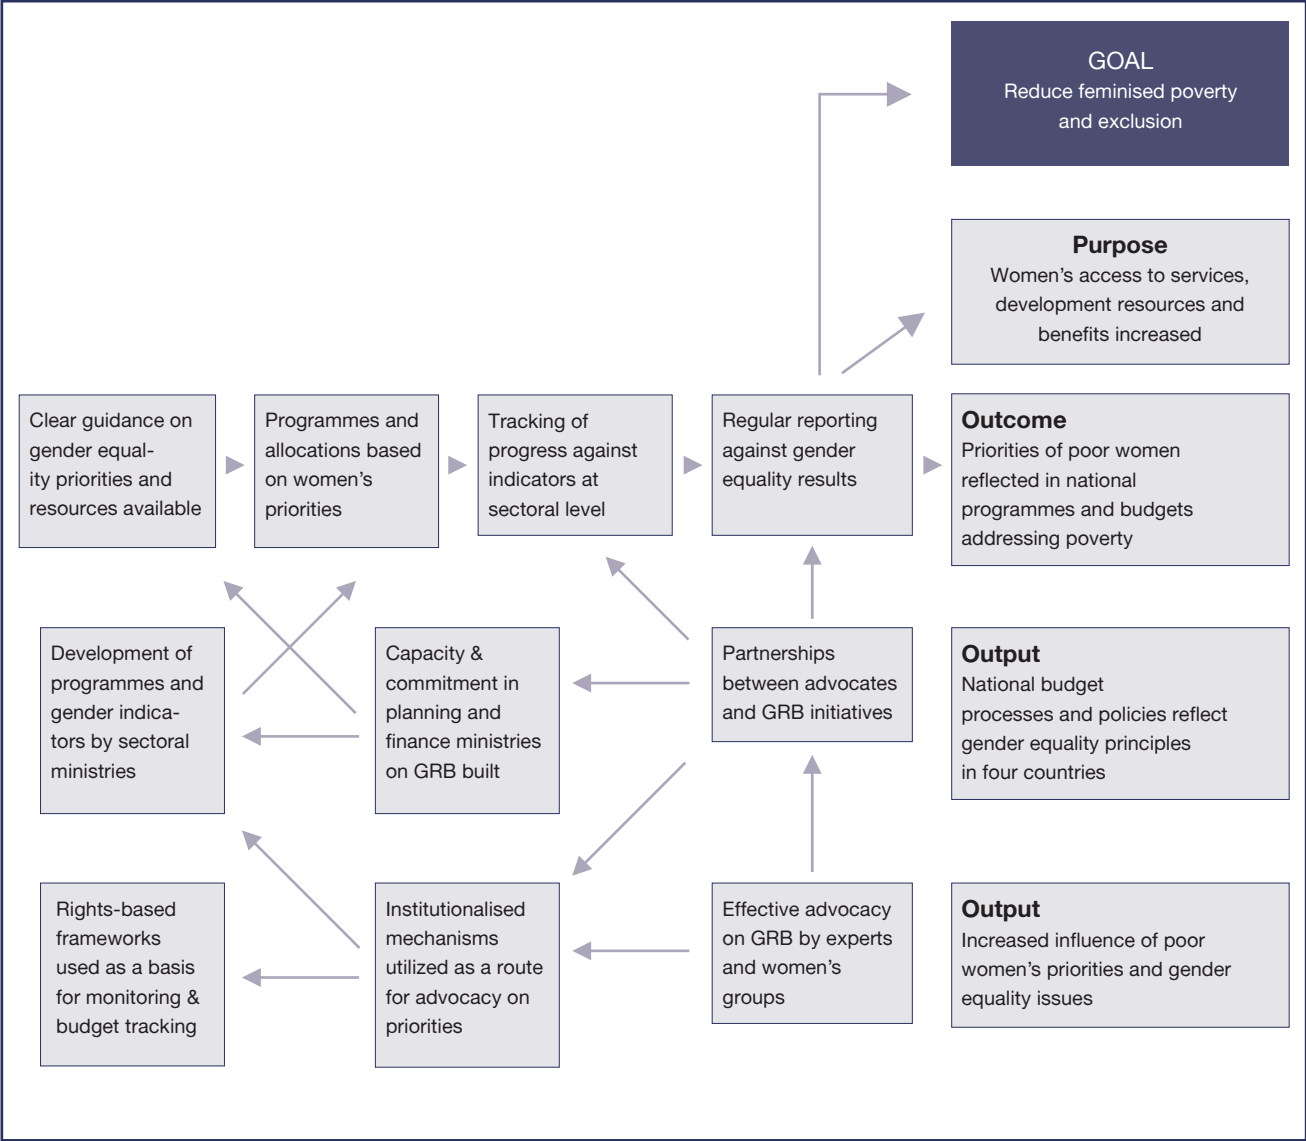 GOAL
Reduce feminised poverty
and exclusion
Purpose
Women’s access to services,
development resources and
benefits increased
Clear guidance on
gender equal-
ity priorities and
resources available
Programmes and
allocations based
on women’s
priorities
Tracking of
progress against
indicators at
sectoral level
Regular reporting
against gender
equality results
Outcome
Priorities of poor women
reflected in national
programmes and budgets
addressing poverty
Development of
programmes and
gender indica-
tors by sectoral
ministries
Capacity &
commitment in
planning and
finance ministries
on GRB built
Partnerships
between advocates
and GRB initiatives
Output
National budget
processes and policies reflect
gender equality principles
in four countries
Rights-based
frameworks
used as a basis
for monitoring &
budget tracking
Institutionalised
mechanisms
utilized as a route
for advocacy on
priorities
Effective advocacy
on GRB by experts
and women’s
groups
Output
Increased influence of poor
women’s priorities and gender
equality issues